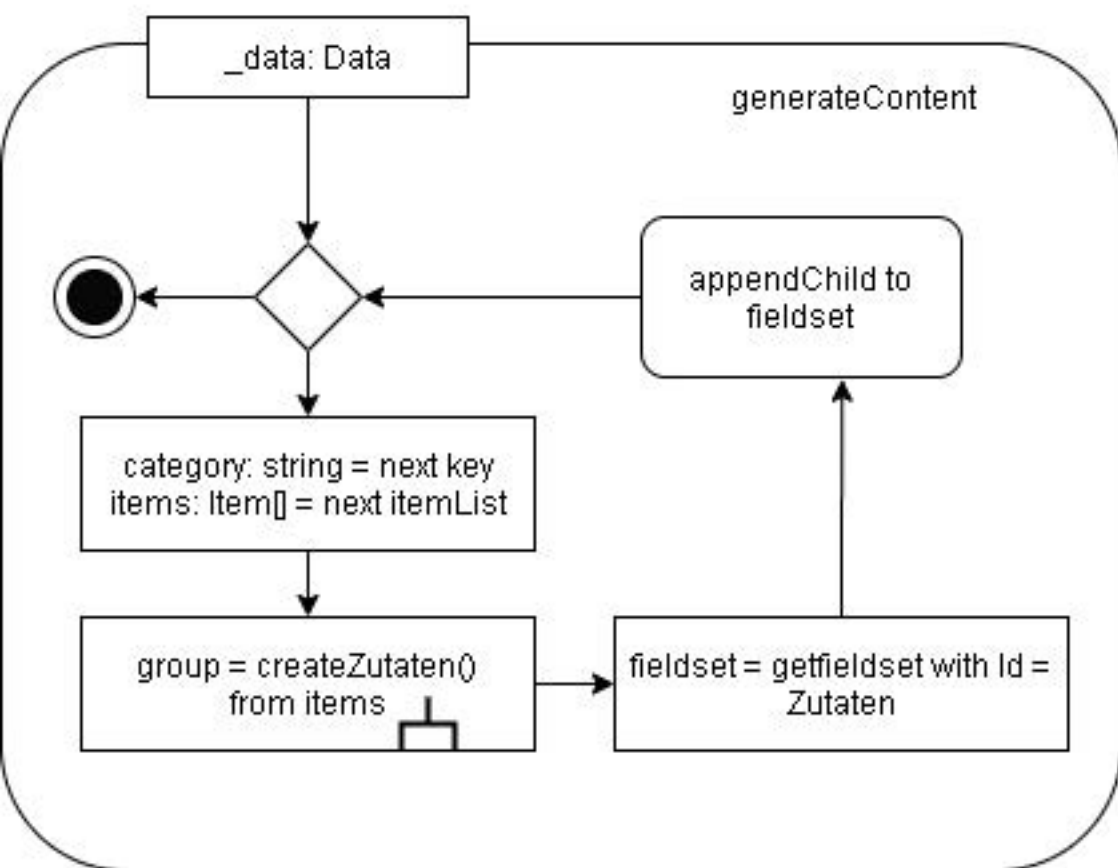 _data: Data
generateContent
appendChild to
fieldset
category: string = next key
items: Item[] = next itemList
group = createZutaten()
from items
fieldset = getfieldset with Id =
Zutaten